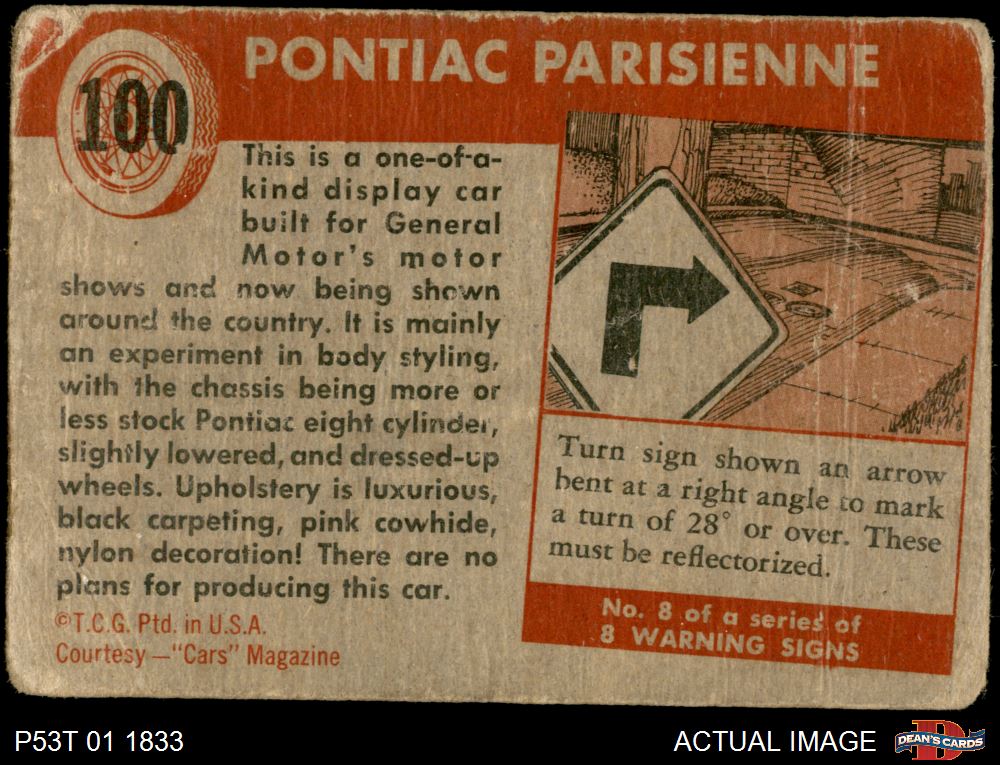 100
PONTIAC PARISIENNE
This is a one-of-a-
kind display car
built for General
Motor's motor
shows and now being shown
around the country. It is mainly
an experiment in body styling,
with the chassis being more or
less stock Pontiac eight cylinder,
slightly lowered, and dressed-up
wheels. Upholstery is luxurious,
black carpeting, pink cowhide,
nylon decoration! There are no
plans for producing this car.
©T.C.G. Ptd. in U.S.A.
Courtesy—"Cars" Magazine
Turn sign shown an arrow
bent at a right angle to mark
a turn of 28° or over. These
must be reflectorized.
No. 8 of a series of
8 WARNING SIGNS
P53T 01 1833
ACTUAL IMAGE
DEAN'S CARDS